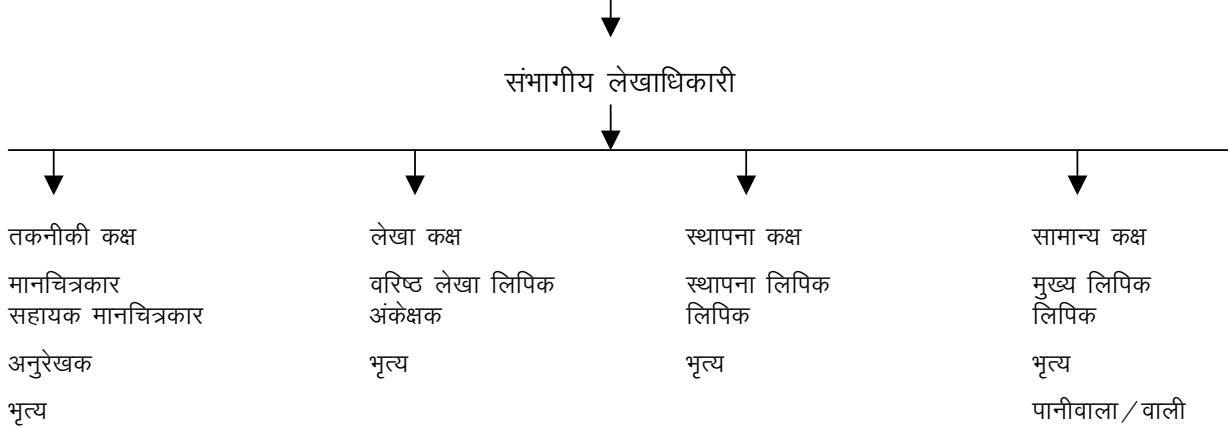 संभागीय लेखाधिकारी
तकनीकी कक्ष
मानचित्रकार
सहायक मानचित्रकार
अनुरेखक
भृत्य
लेखा कक्ष
वरिष्ठ लेखा लिपिक
अंकेक्षक
भृत्य
स्थापना कक्ष
स्थापना लिपिक
लिपिक
भृत्य
सामान्य कक्ष
मुख्य लिपिक
लिपिक
भृत्य
पानीवाला/वाली